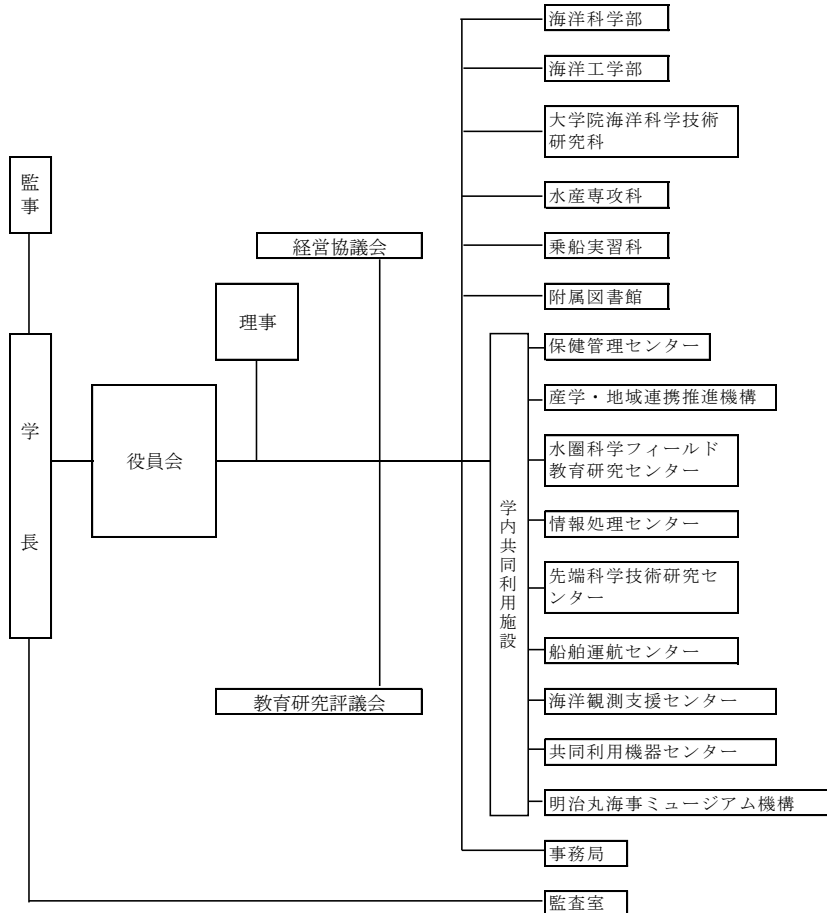 監事
学長
役員会
理事
経営協議会
教育研究評議会
海洋科学部
海洋工学部
大学院海洋科学技術
研究科
水産専攻科
乗船実習科
附属図書館
学内共同利用施設
保健管理センター
産学・地域連携推進機構
水圏科学フィールド
教育研究センター
情報処理センター
先端科学技術研究セ
ンター
船舶運航センター
海洋観測支援センター
共同利用機器センター
明治丸海事ミュージアム機構
事務局
監査室